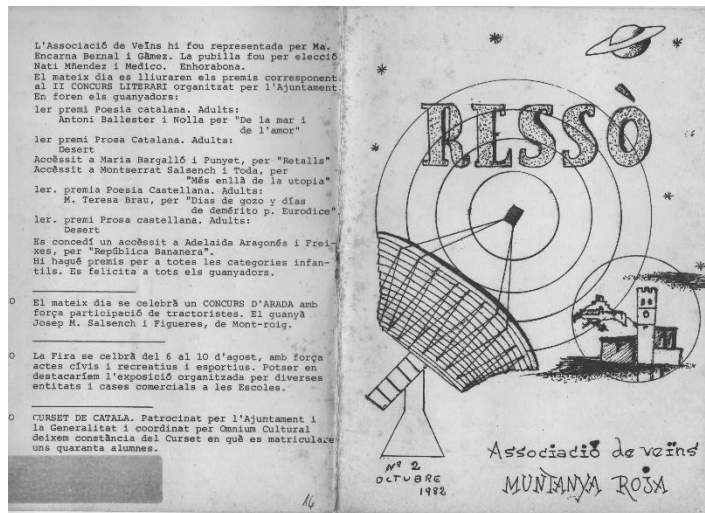 L'Associació de Veïns hi fou representada per Ma.
Encarna Bernal i Gàmez. La pubilla fou per elecció
Nati Mñendez i Medico. Enhorabona.
El mateix dia es lliuraren els premis correspont
al II CONCURS LITERARI organitzat per l'Ajuntament
En foren els guanyadors:
1er premi Poesia catalana. Adults:
Antoni Ballester i Nolla per "De la mar i
de l'amor"
1er premi Prosa Catalana. Adults:
Desert
Accèssit a Maria Bargalló i Punyet, per "Retalls"
Accèssit a Montserrat Salsench i Toda, per
"Més enllà de la utopia"
1er. premia Poesia Castellana. Adults:
M. Teresa Brau, per "Dias de gozo y días
de demérito p. Eurodice".
1er. premi Prosa castellana. Adults:
Desert
Es concedí un accèssit a Adelaida Aragonés i Frei-
xes, per "República Bananera".
Hi hagué premis per a totes les categories infan-
tils. Es felicita a tots els guanyadors.
o El mateix dia se celebrà un CONCURS D'ARADA amb
força participació de tractoristes. El guanyà
Josep M. Salsench i Figueres, de Mont-roig.
o La Fira se celbrà del 6 al 10 d'agost, amb força
actes cívis i recreatius i esportius. Potser en
destacaríem l'exposició organitzada per diverses
entitats i cases comercials a les Escoles.
o CURSET DE CATALA. Patrocinat per l'Ajuntament i
la Generalitat i coordinat per Omnium Cultural
deixem constància del Curset en què es matriculare
uns quaranta alumnes.
14
RESSÒ
Nº 2
OCTUBRE
1982
Associació de veïns
MUNTANYA ROJA